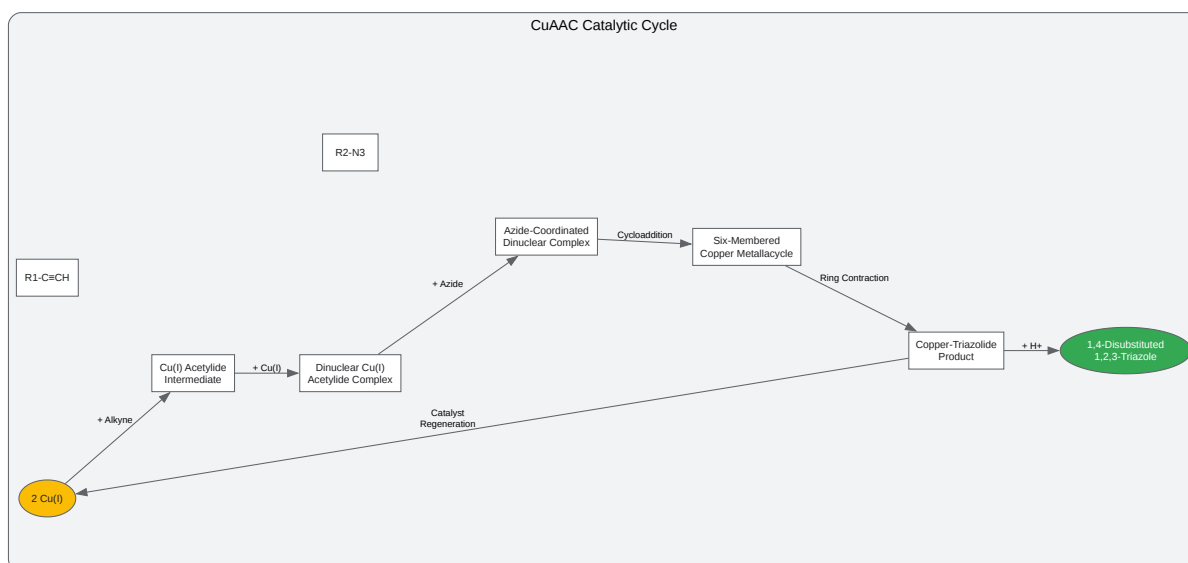 CuAAC Catalytic Cycle
R2-N3
R1-C≡CH
Azide-Coordinated
Dinuclear Complex
Cycloaddition
Six-Membered
Copper Metallacycle
+ Azide
Ring Contraction
Cu(I) Acetylide
Intermediate
+ Cu(I)
Dinuclear Cu(I)
Acetylide Complex
Copper-Triazolide
Product
+ H+
1,4-Disubstituted
1,2,3-Triazole
+ Alkyne
Catalyst
Regeneration
2 Cu(I)